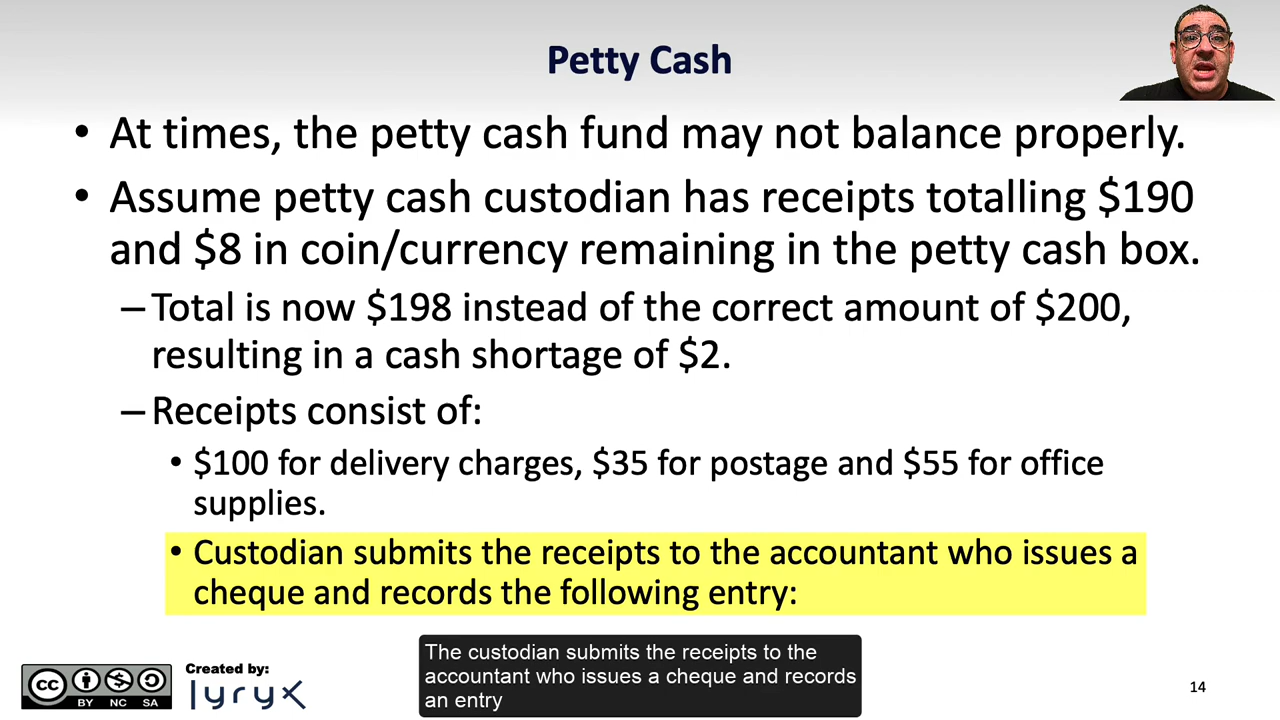 Petty Cash
• At times, the petty cash fund may not balance properly.
• Assume petty cash custodian has receipts totalling $190
and $8 in coin/currency remaining in the petty cash box.
– Total is now $198 instead of the correct amount of $200,
resulting in a cash shortage of $2.
– Receipts consist of:
• $100 for delivery charges, $35 for postage and $55 for office
supplies.
• Custodian submits the receipts to the accountant who issues a
cheque and records the following entry:
The custodian submits the receipts to the
accountant who issues a cheque and records
an entry
cc
BY NC SA
Created by:
lyryx
14